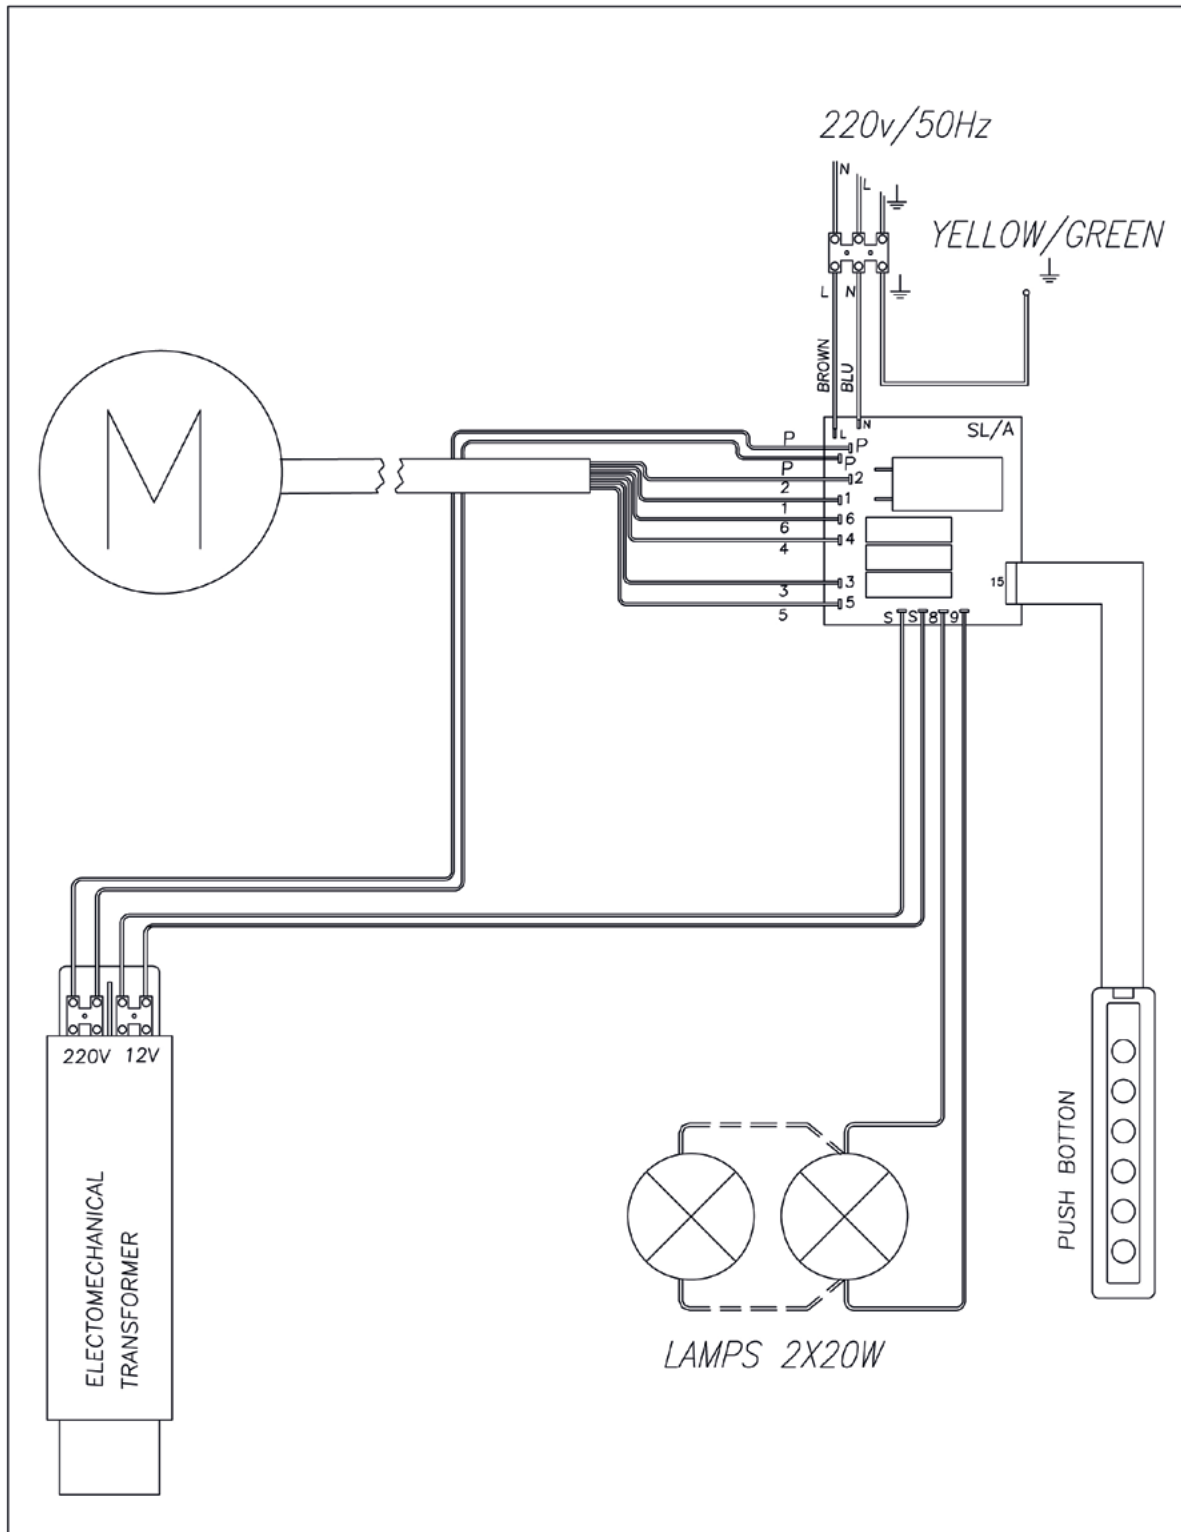 220v/50Hz
N
L
YELLOW/GREEN
L
N
BROWN
BLU
L
N
SL/A
P
P
P
P
2
2
1
1
6
6
4
4
3
3
5
5
15
S
S
8
9
220V
12V
ELECTOMECHANICAL
TRANSFORMER
PUSH BOTTON
LAMPS 2X20W